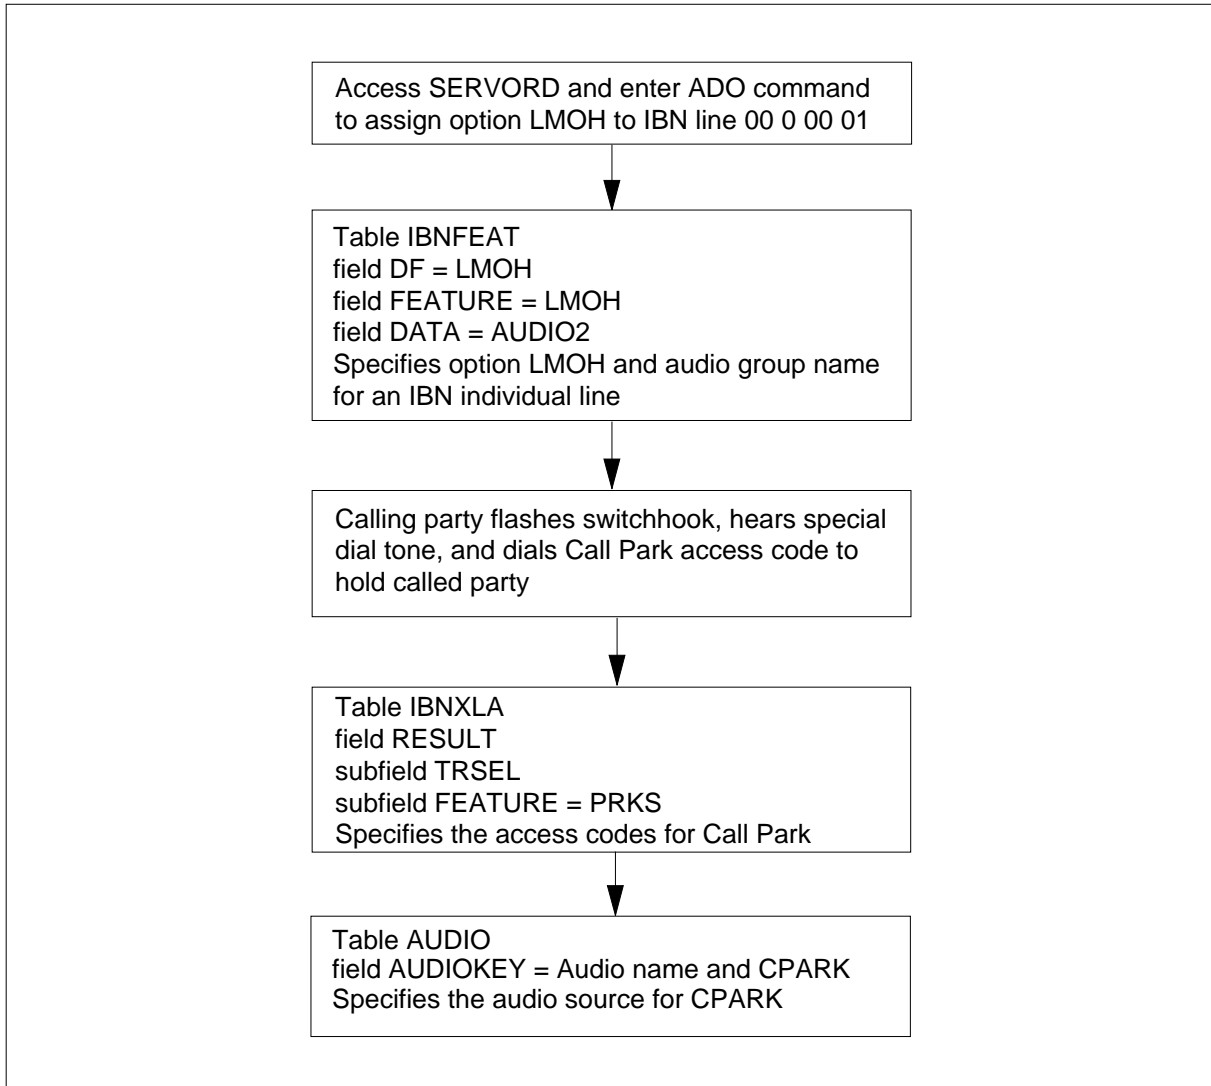 Access SERVORD and enter ADO command
to assign option LMOH to IBN line 00 0 00 01
Table IBNFEAT
field DF = LMOH
field FEATURE = LMOH
field DATA = AUDIO2
Specifies option LMOH and audio group name
for an IBN individual line
Calling party flashes switchhook, hears special
dial tone, and dials Call Park access code to
hold called party
Table IBNXLA
field RESULT
subfield TRSEL
subfield FEATURE = PRKS
Specifies the access codes for Call Park
Table AUDIO
field AUDIOKEY = Audio name and CPARK
Specifies the audio source for CPARK